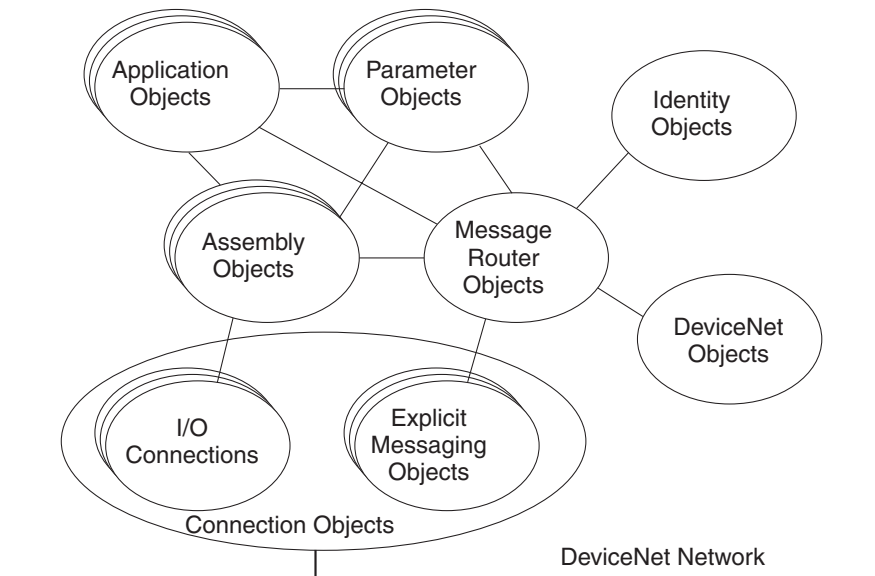 Application
Objects
Parameter
Objects
Identity
Objects
Assembly
Objects
Message
Router
Objects
DeviceNet
Objects
I/O
Connections
Explicit
Messaging
Objects
Connection Objects
DeviceNet Network